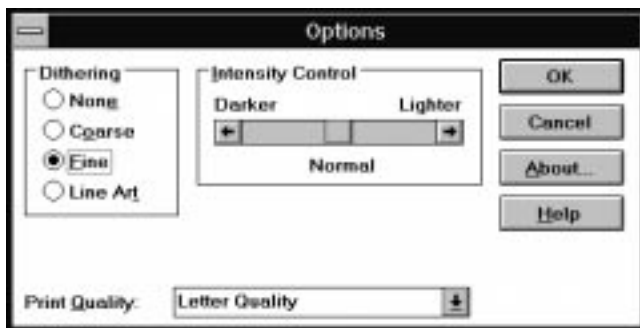 Options
Dithering
None
Coarse
Fine
Line Art
Intensity Control
Darker Lighter
Normal
OK
Cancel
About...
Help
Print Quality: Letter Quality